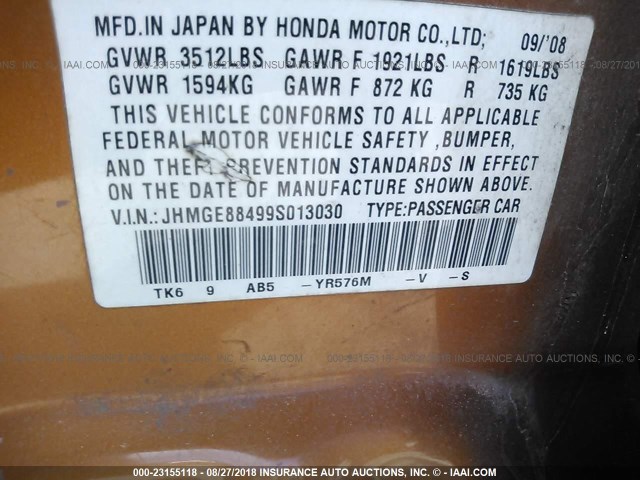 MFD.IN JAPAN BY HONDA MOTOR CO.,LTD; 09/'08
GVWR 3512LBS GAWR F 1921LBS R 1619LBS
GVWR 1594KG GAWR F 872 KG R 735 KG
THIS VEHICLE CONFORMS TO ALL APPLICABLE
FEDERAL MOTOR VEHICLE SAFETY ,BUMPER,
AND THEFT PREVENTION STANDARDS IN EFFECT
ON THE DATE OF MANUFACTURE SHOWN ABOVE.
V.I.N.: JHMGE88499S013030 TYPE:PASSENGER CAR
TK6 9 AB5 -YR576M -V -S
000-23155118 - 08/27/2018 INSURANCE AUTO AUCTIONS, INC. - © IAAI.COM